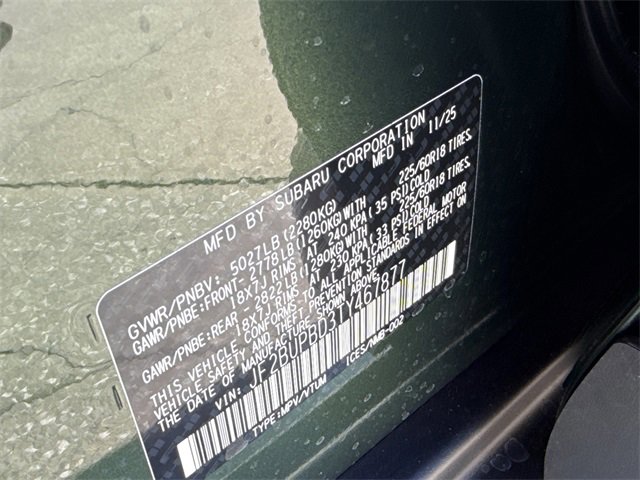 MFD BY SUBARU CORPORATION
MFD IN 11/25
GVWR/PNBV: 5027LB(2280KG)
GAWR/PNBE:FRONT- 2778LB(1260KG)WITH 225/60R18 TIRES,
18X7J RIMS AT 240 KPA(35 PSI)COLD
GAWR/PNBE:REAR - 2822LB(1280KG)WITH 225/60R18 TIRES,
18X7J RIMS AT 230 KPA(33 PSI)COLD
THIS VEHICLE CONFORMS TO ALL APPLICABLE FEDERAL MOTOR
VEHICLE SAFETY AND THEFT PREVENTION STANDARDS IN EFFECT ON
THE DATE OF MANUFACTURE SHOWN ABOVE.
VIN: JF2BUPBD3TY467877
TYPE:MPV/VTUM ICES/NMB-002